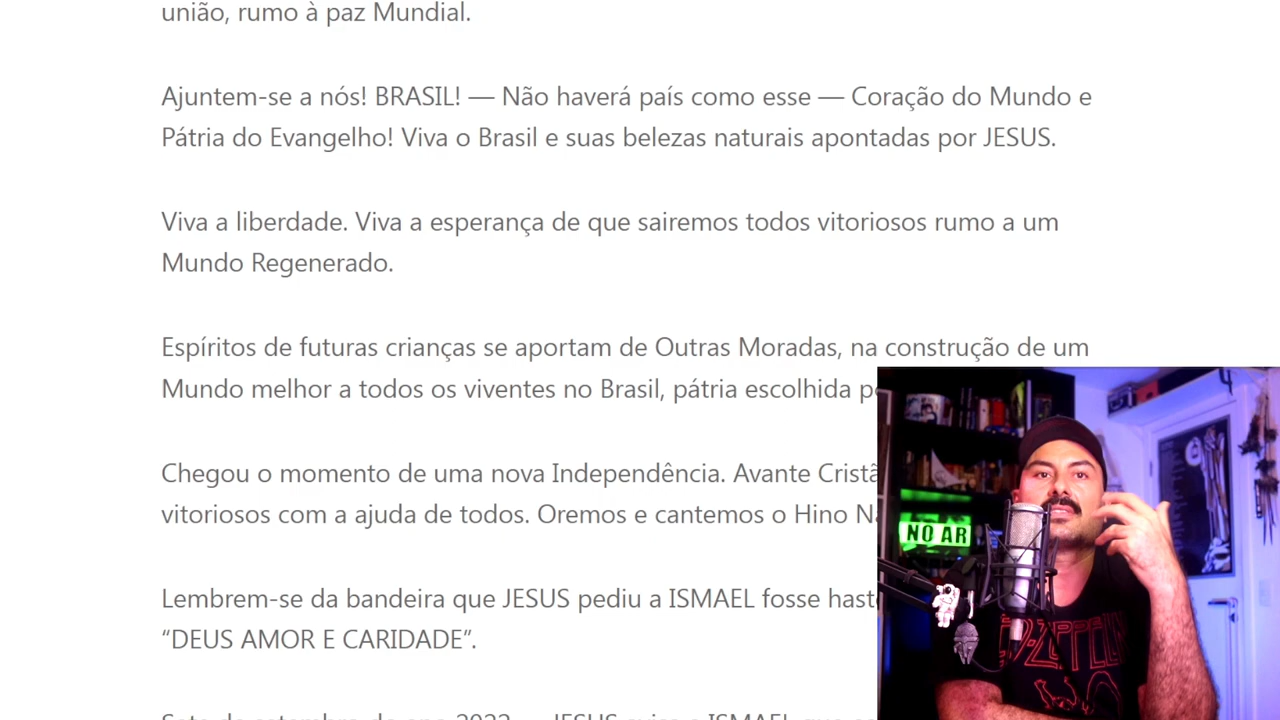 união, rumo à paz Mundial.
Ajuntem-se a nós! BRASIL! — Não haverá país como esse — Coração do Mundo e
Pátria do Evangelho! Viva o Brasil e suas belezas naturais apontadas por JESUS.
Viva a liberdade. Viva a esperança de que sairemos todos vitoriosos rumo a um
Mundo Regenerado.
Espíritos de futuras crianças se aportam de Outras Moradas, na construção de um
Mundo melhor a todos os viventes no Brasil, pátria escolhida
Chegou o momento de uma nova Independência. Avante
vitoriosos com a ajuda de todos. Oremos e cantemos o Hino
Lembrem-se da bandeira que JESUS pediu a ISMAEL fosse
“DEUS AMOR E CARIDADE”.
NO AR